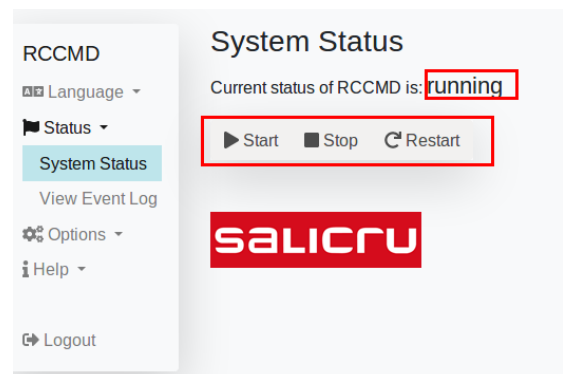 RCCMD
Language
Status
System Status
View Event Log
Options
Help
Logout
System Status
Current status of RCCMD is: running
Start Stop Restart
salicru